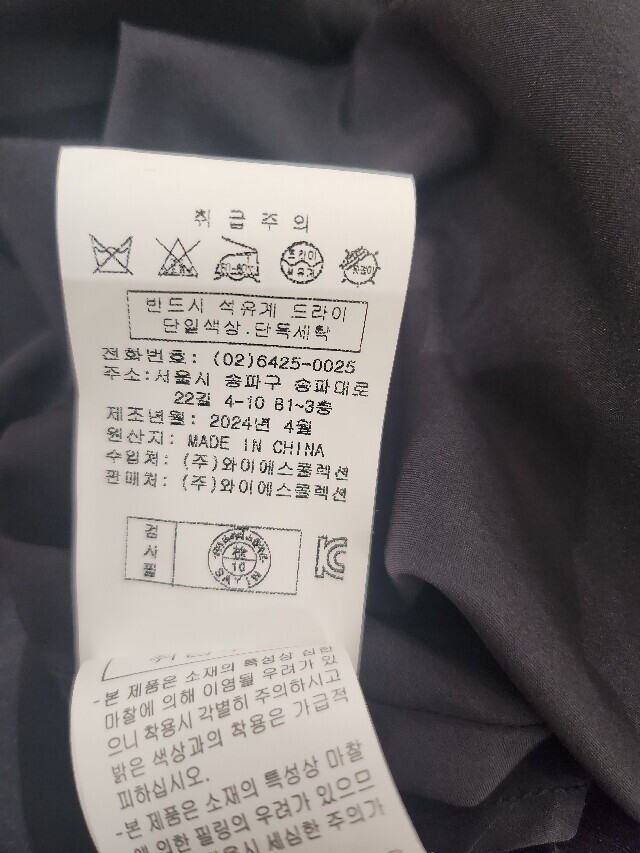 취급주의
드라이
석유계
반드시 석유계 드라이
단일색상.단독세탁
전화번호: (02)6425-0025
주소:서울시 송파구 송파대로
22길 4-10 B1~3층
제조년월: 2024년 4월
원산지: MADE IN CHINA
수입처: (주)와이에스콜렉션
판매처: (주)와이에스콜렉션
검사필
10
-본 제품은 소재의 특성상 심한
마찰에 의해 이염될 우려가 있
으니 착용시 각별히 주의하시고
밝은 색상과의 착용은 가급적
피하십시오.
-본 제품은 소재의 특성상 마찰
에 의한 필링의 우려가 있으므
시 세심한 주의가